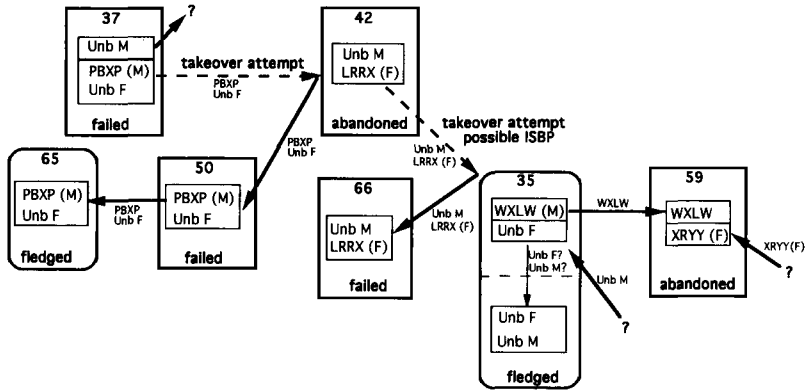 37
?
Unb M
PBXP (M)
Unb F
failed
takeover attempt
PBXP
Unb F
42
Unb M
LRRX (F)
abandoned
takeover attempt
possible ISBP
Unb M
LRRX (F)
PBXP
Unb F
65
PBXP (M)
Unb F
fledged
PBXP
Unb F
50
PBXP (M)
Unb F
failed
66
Unb M
LRRX (F)
failed
Unb M
LRRX (F)
35
WXLW (M)
Unb F
Unb F?
Unb M?
Unb F
Unb M
fledged
Unb M
?
WXLW
59
WXLW
XRYY (F)
abandoned
XRYY(F)
?